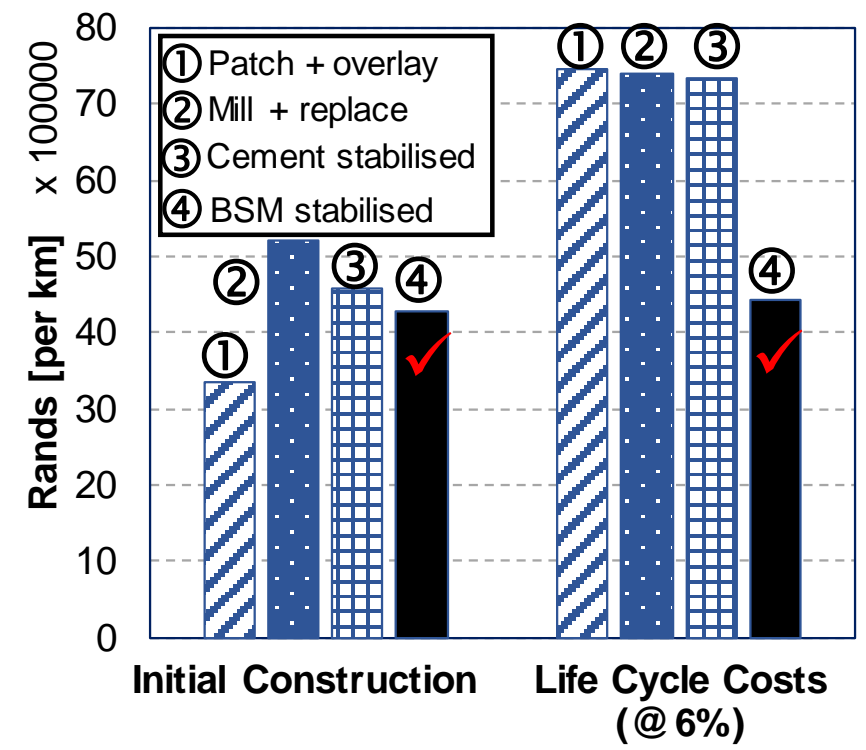 80
70
60
50
40
30
20
10
0
Rands [per km] x 100000
① Patch + overlay
② Mill + replace
③ Cement stabilised
④ BSM stabilised
①
②
③
④
①
②
③
④
Initial Construction
Life Cycle Costs
(@ 6%)